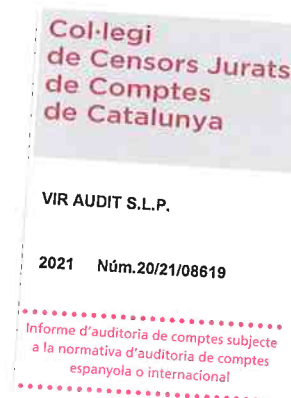 Col·legi
de Censors Jurats
de Comptes
de Catalunya
VIR AUDIT S.L.P.
2021 Núm.20/21/08619
Informe d'auditoria de comptes subjecte
a la normativa d'auditoria de comptes
espanyola o internacional